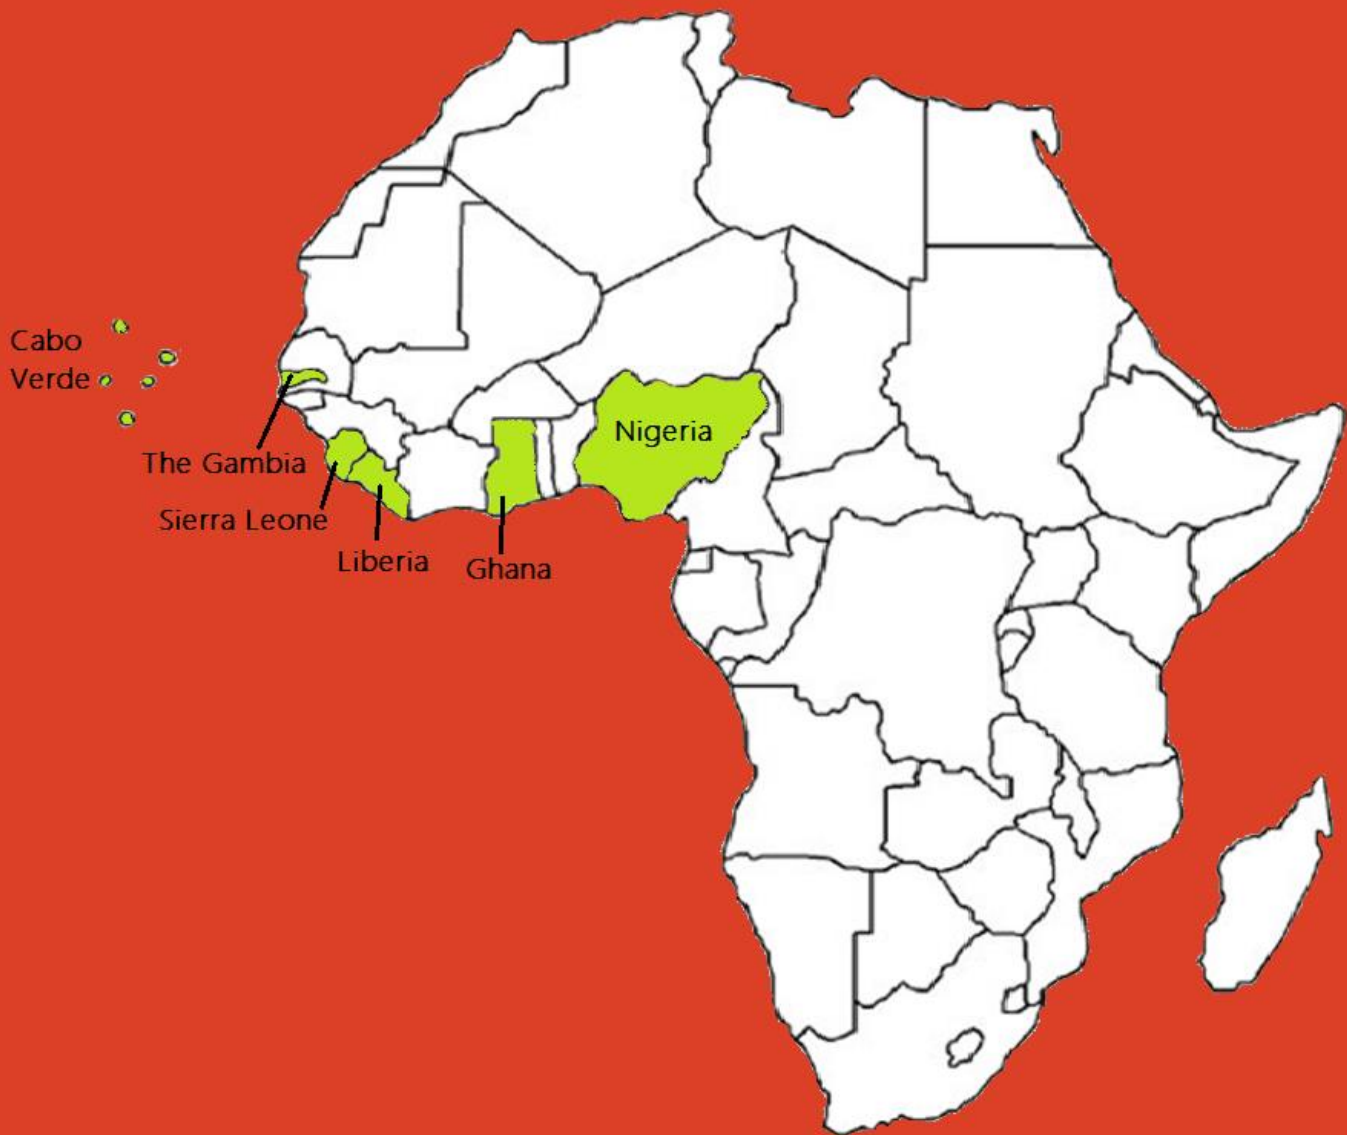 Cabo
Verde
Nigeria
The Gambia
Sierra Leone
Liberia
Ghana